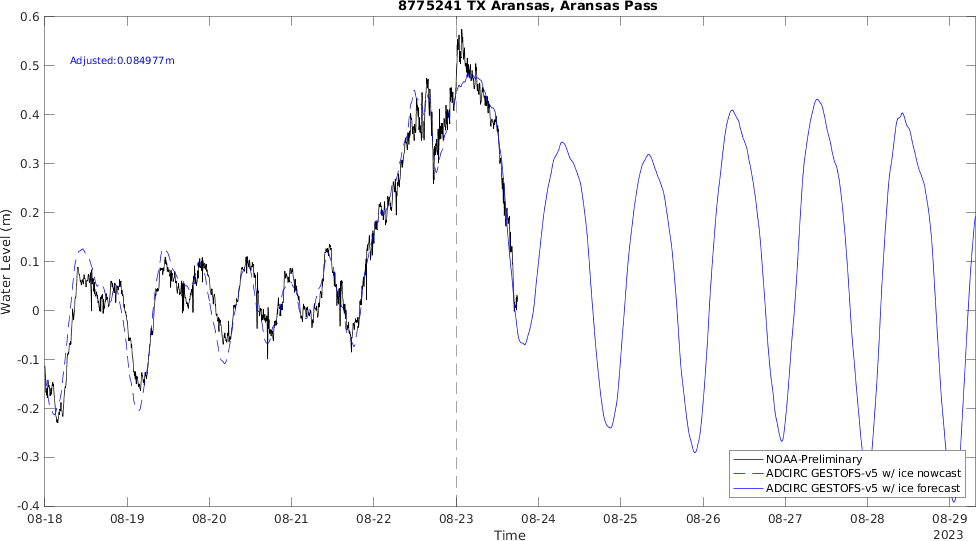 8775241 TX Aransas, Aransas Pass
0.6
0.5
0.4
0.3
0.2
0.1
0
-0.1
-0.2
-0.3
-0.4
Water Level (m)
Adjusted:0.084977m
NOAA-Preliminary
ADCIRC GESTOFS-v5 w/ ice nowcast
ADCIRC GESTOFS-v5 w/ ice forecast
08-18 08-19 08-20 08-21 08-22 08-23 08-24 08-25 08-26 08-27 08-28 08-29
Time
2023